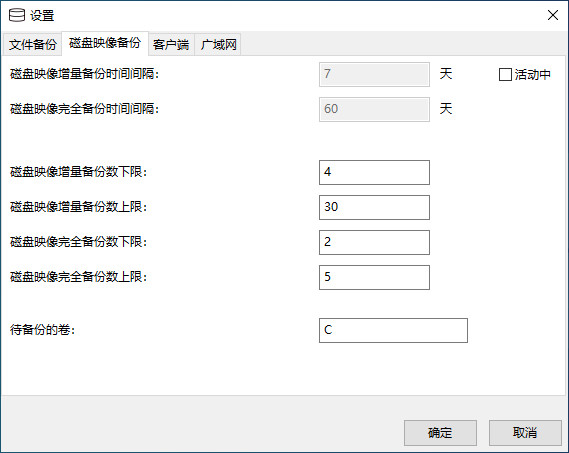 设置
文件备份 磁盘映像备份 客户端 广域网
磁盘映像增量备份时间间隔: 7 天 活动中
磁盘映像完全备份时间间隔: 60 天
磁盘映像增量备份数下限: 4
磁盘映像增量备份数上限: 30
磁盘映像完全备份数下限: 2
磁盘映像完全备份数上限: 5
待备份的卷: C
确定 取消